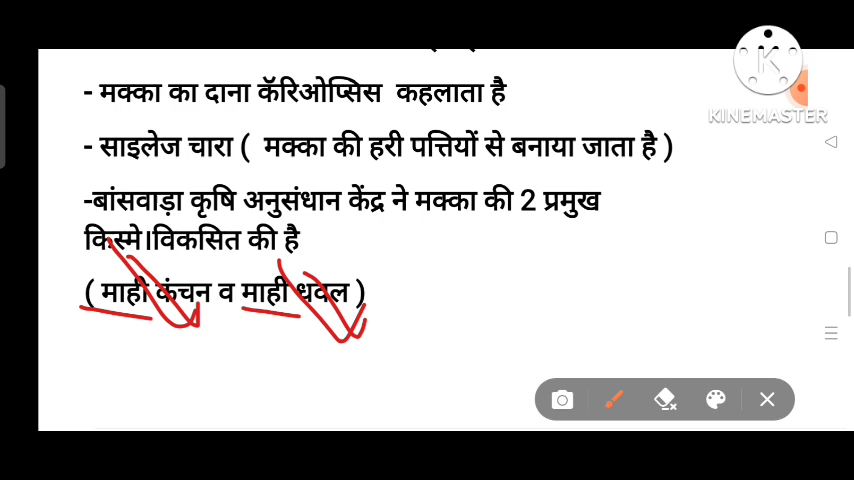 KINEMASTER
- मक्का का दाना कॅरिओप्सिस कहलाता है
- साइलेज चारा ( मक्का की हरी पत्तियों से बनाया जाता है )
-बांसवाड़ा कृषि अनुसंधान केंद्र ने मक्का की 2 प्रमुख
किस्मे।विकसित की है
( माही कंचन व माही धवल )